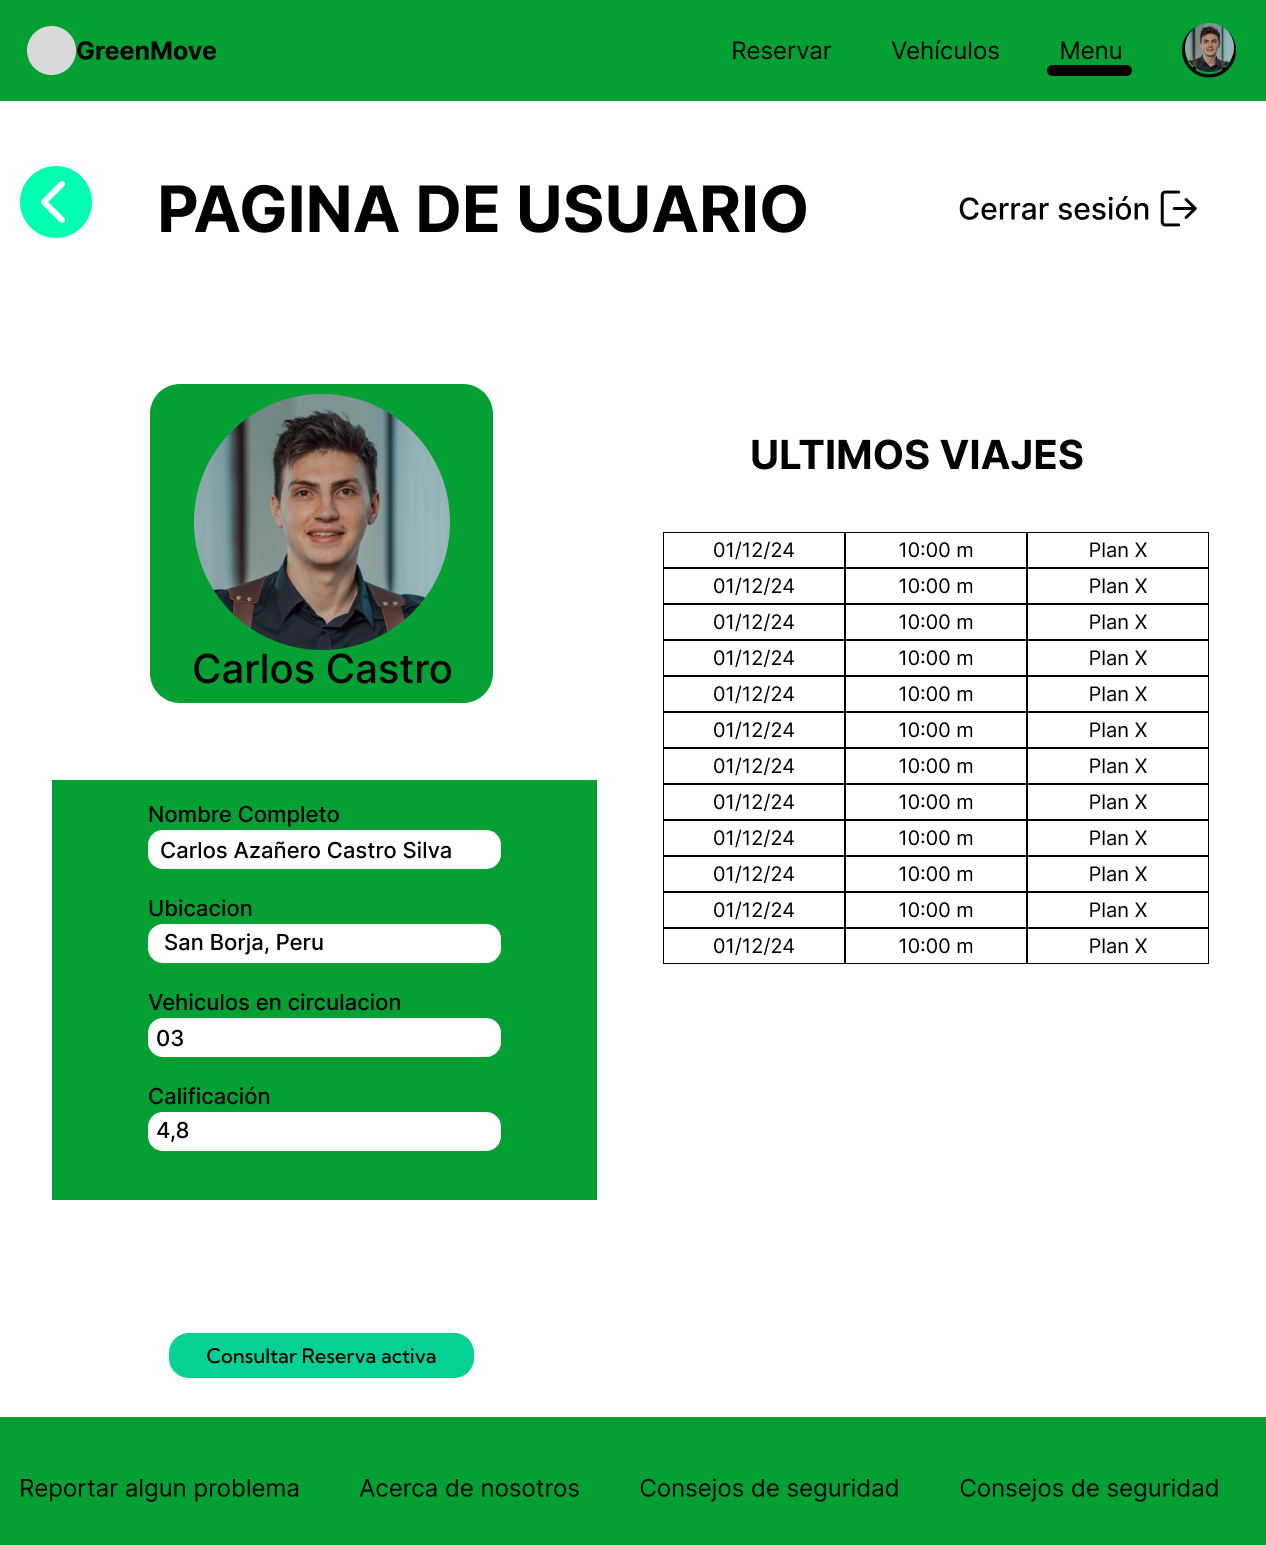 GreenMove
Reservar Vehículos Menu
PAGINA DE USUARIO
Cerrar sesión
Carlos Castro
Nombre Completo
Carlos Azañero Castro Silva
Ubicacion
San Borja, Peru
Vehiculos en circulacion
03
Calificación
4,8
Consultar Reserva activa
ULTIMOS VIAJES
01/12/24 10:00 m Plan X
01/12/24 10:00 m Plan X
01/12/24 10:00 m Plan X
01/12/24 10:00 m Plan X
01/12/24 10:00 m Plan X
01/12/24 10:00 m Plan X
01/12/24 10:00 m Plan X
01/12/24 10:00 m Plan X
01/12/24 10:00 m Plan X
01/12/24 10:00 m Plan X
01/12/24 10:00 m Plan X
01/12/24 10:00 m Plan X
Reportar algun problema Acerca de nosotros Consejos de seguridad Consejos de seguridad